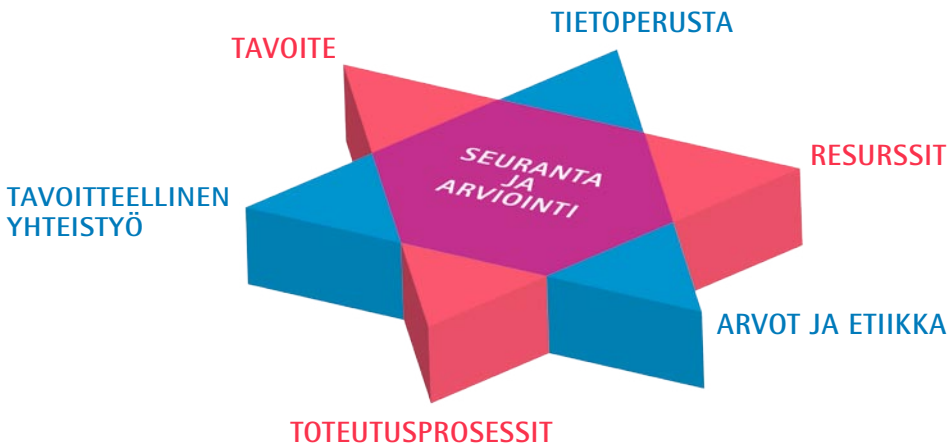 TIETOPERUSTA
TAVOITE
RESURSSIT
SEURANTA
JA
ARVIOINTI
TAVOITTEELLINEN
YHTEISTYÖ
ARVOT JA ETIIKKA
TOTEUTUSPROSESSIT